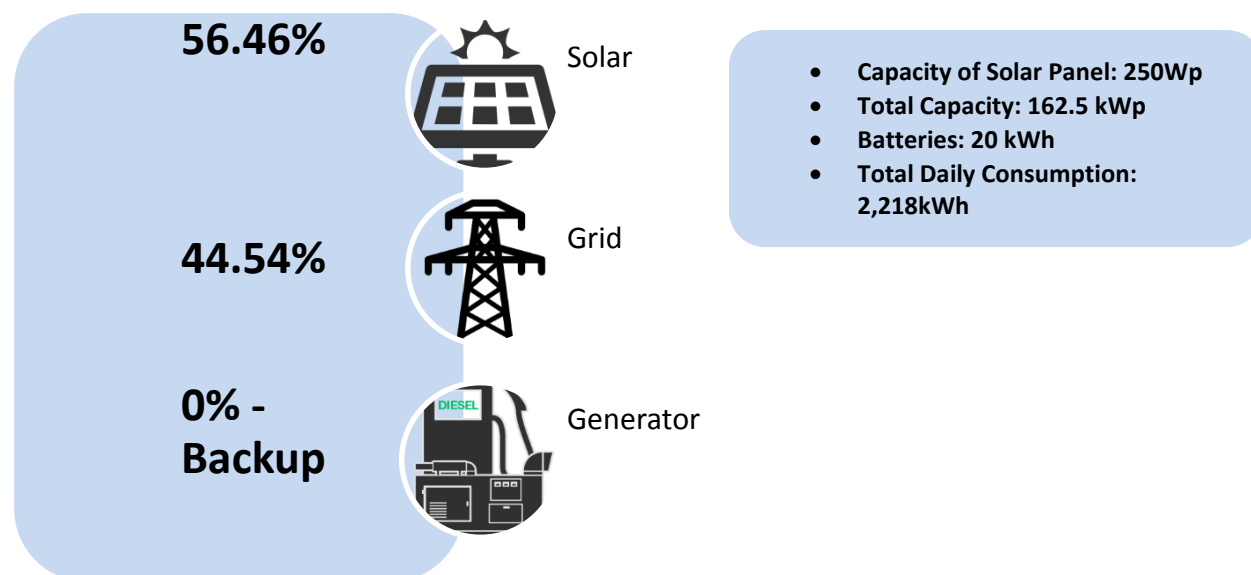 56.46%
Solar
44.54%
Grid
0% -
Backup
DIESEL
Generator
• Capacity of Solar Panel: 250Wp
• Total Capacity: 162.5 kWp
• Batteries: 20 kWh
• Total Daily Consumption:
2,218kWh